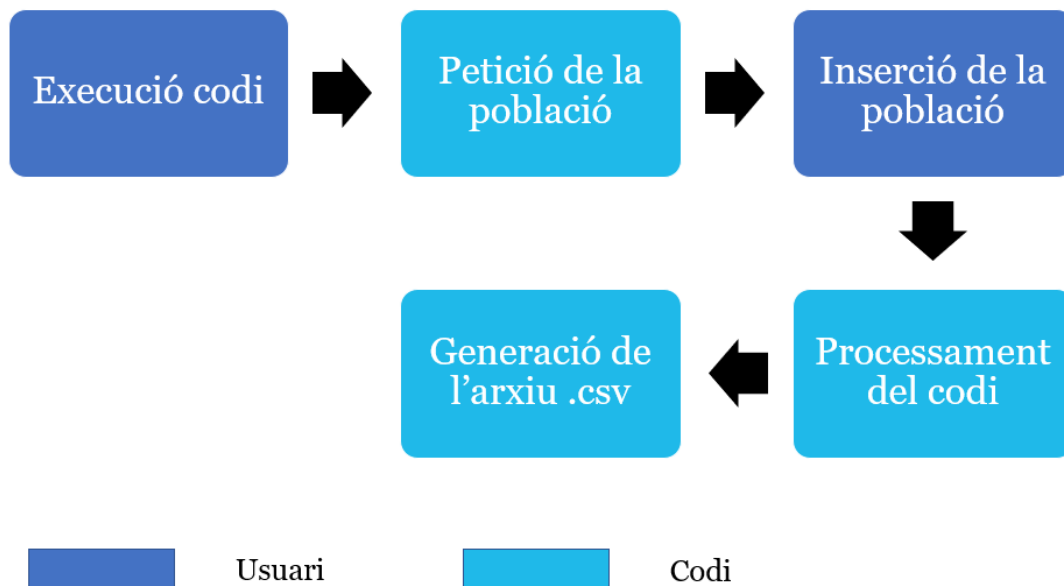 Execució codi
Petició de la
població
Inserció de la
població
Generació de
l’arxiu .csv
Processament
del codi
Usuari
Codi